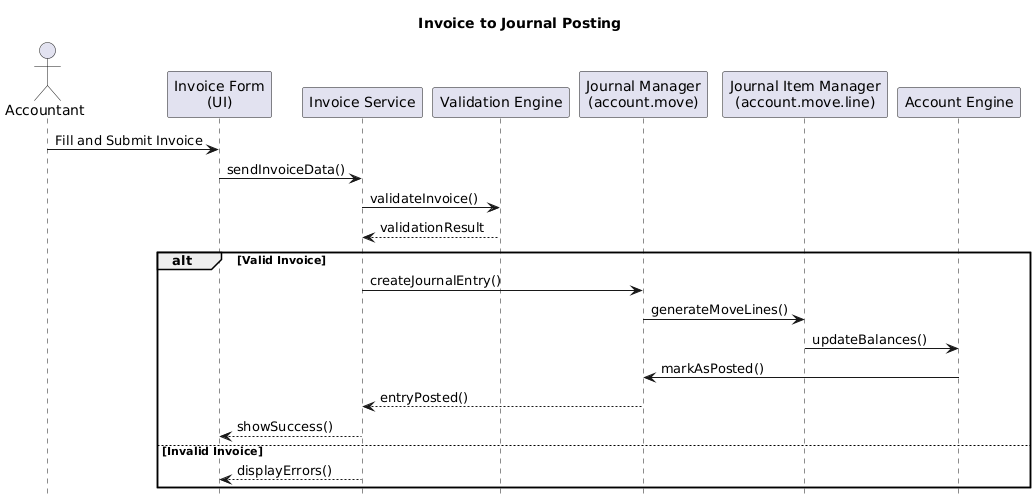 Invoice to Journal Posting
Accountant
Invoice Form
(UI)
Invoice Service
Validation Engine
Journal Manager
(account.move)
Journal Item Manager
(account.move.line)
Account Engine
Fill and Submit Invoice
sendInvoiceData()
validateInvoice()
validationResult
alt
[Valid Invoice]
createJournalEntry()
generateMoveLines()
updateBalances()
markAsPosted()
entryPosted()
showSuccess()
[Invalid Invoice]
displayErrors()